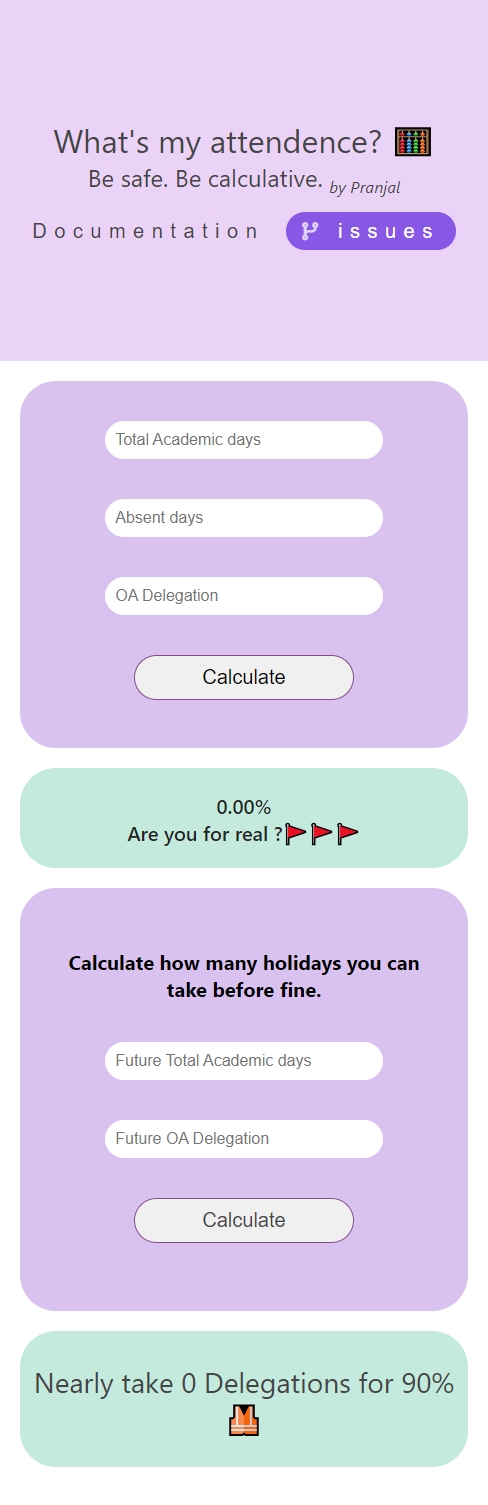 What's my attendence? 🧮
Be safe. Be calculative. by Pranjal
Documentation issues
Total Academic days
Absent days
OA Delegation
Calculate
0.00%
Are you for real ?🚩🚩🚩
Calculate how many holidays you can
take before fine.
Future Total Academic days
Future OA Delegation
Calculate
Nearly take 0 Delegations for 90%
🦺